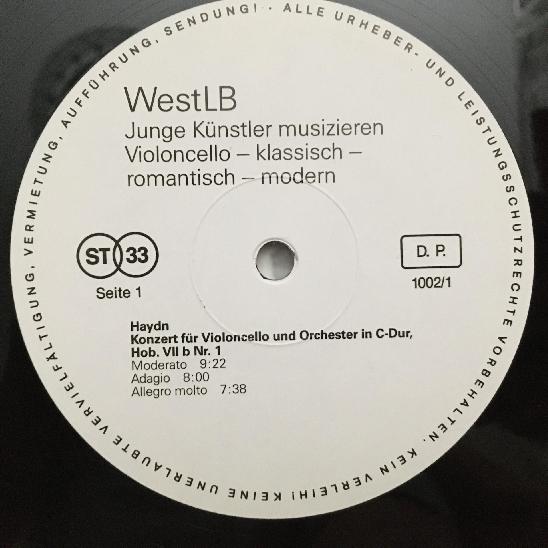 WestLB
Junge Künstler musizieren
Violoncello – klassisch –
romantisch – modern
ST 33
Seite 1
D. P.
1002/1
Haydn
Konzert für Violoncello und Orchester in C-Dur,
Hob. VII b Nr. 1
Moderato 9:22
Adagio 8:00
Allegro molto 7:38
ALLE URHEBER- UND LEISTUNGSSCHUTZRECHTE VORBEHALTEN. KEIN VERLEIH! KEINE UNERLAUBTE VERVIELFÄLTIGUNG, VERMIETUNG, AUFFÜHRUNG, SENDUNG! ·